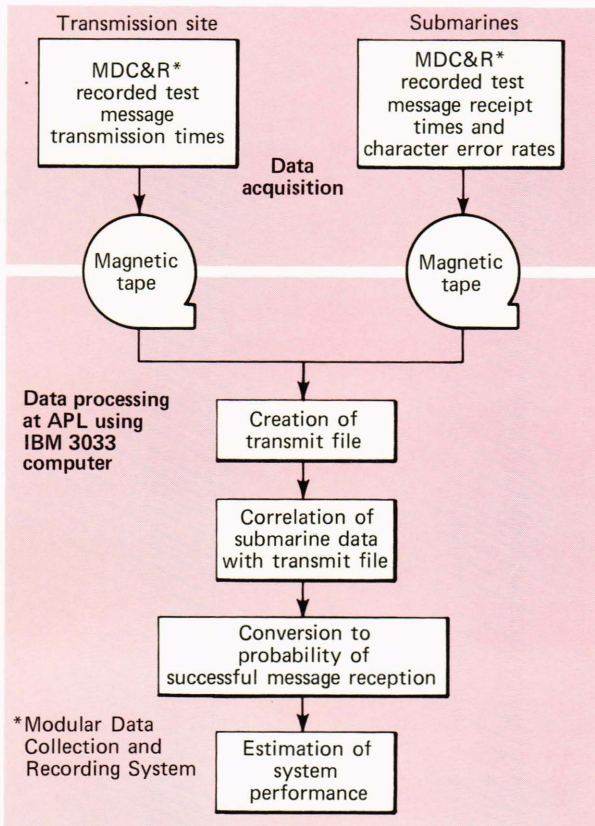 Transmission site
MDC&R*
recorded test
message
transmission times
Submarines
MDC&R*
recorded test
message receipt
times and
character error rates
Data
acquisition
Magnetic
tape
Magnetic
tape
Data processing
at APL using
IBM 3033
computer
Creation of
transmit file
Correlation of
submarine data
with transmit file
Conversion to
probability of
successful message reception
Estimation of
system
performance
*Modular Data
Collection and
Recording System